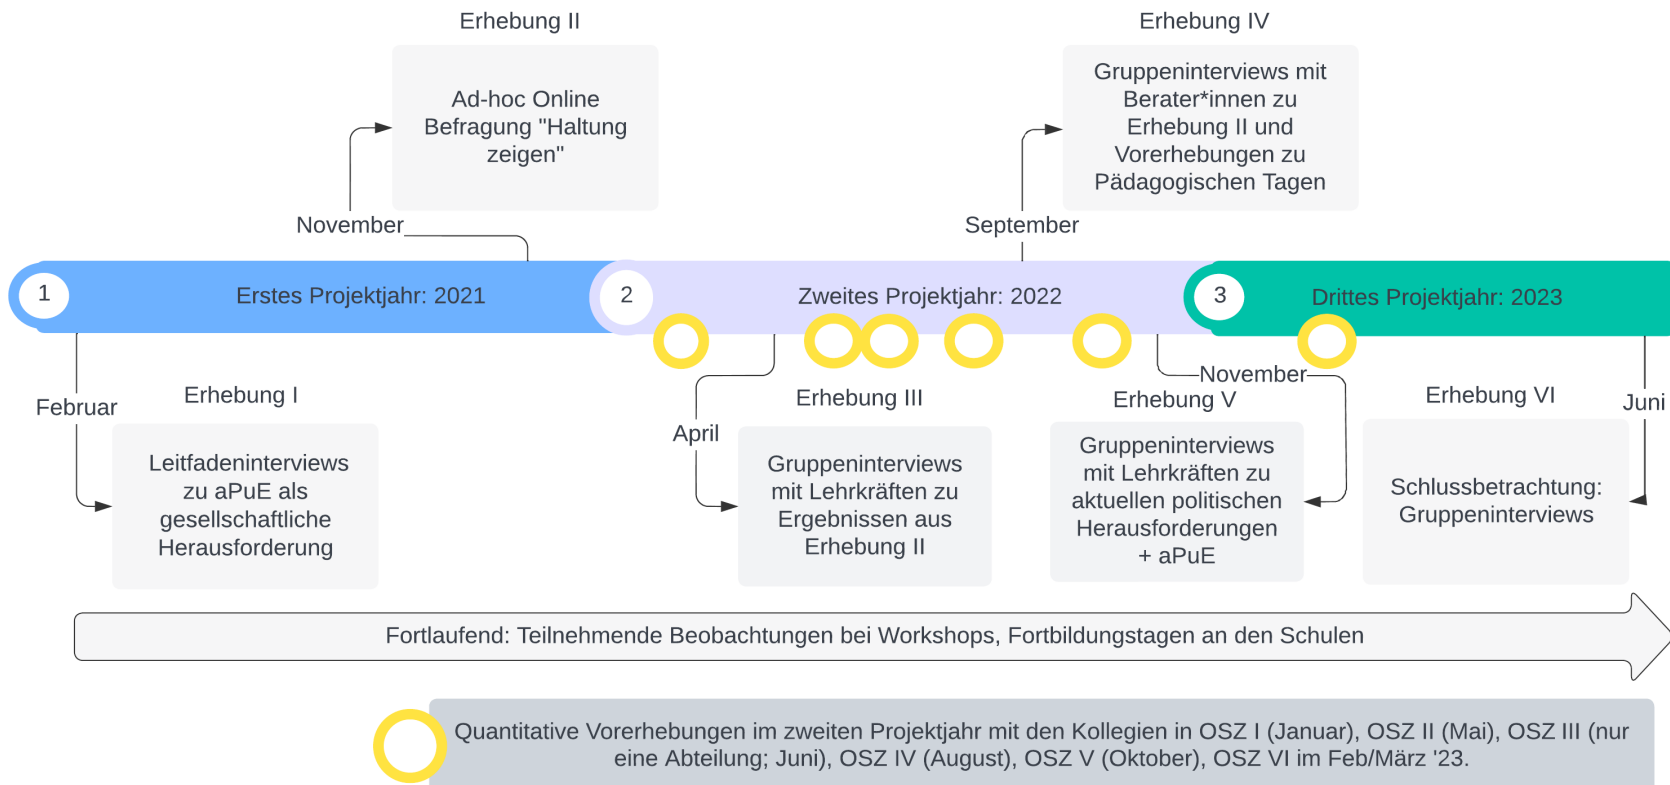 Erhebung II
Ad-hoc Online
Befragung "Haltung
zeigen"
November
Erhebung IV
Gruppeninterviews mit
Berater*innen zu
Erhebung II und
Vorerhebungen zu
Pädagogischen Tagen
September
1
Erstes Projektjahr: 2021
2
Zweites Projektjahr: 2022
3
Drittes Projektjahr: 2023
Februar
Erhebung I
Leitfadeninterviews
zu aPuE als
gesellschaftliche
Herausforderung
April
Erhebung III
Gruppeninterviews
mit Lehrkräften zu
Ergebnissen aus
Erhebung II
November
Erhebung V
Gruppeninterviews
mit Lehrkräften zu
aktuellen politischen
Herausforderungen
+ aPuE
Erhebung VI
Schlussbetrachtung:
Gruppeninterviews
Juni
Fortlaufend: Teilnehmende Beobachtungen bei Workshops, Fortbildungstagen an den Schulen
Quantitative Vorerhebungen im zweiten Projektjahr mit den Kollegien in OSZ I (Januar), OSZ II (Mai), OSZ III (nur
eine Abteilung; Juni), OSZ IV (August), OSZ V (Oktober), OSZ VI im Feb/März '23.